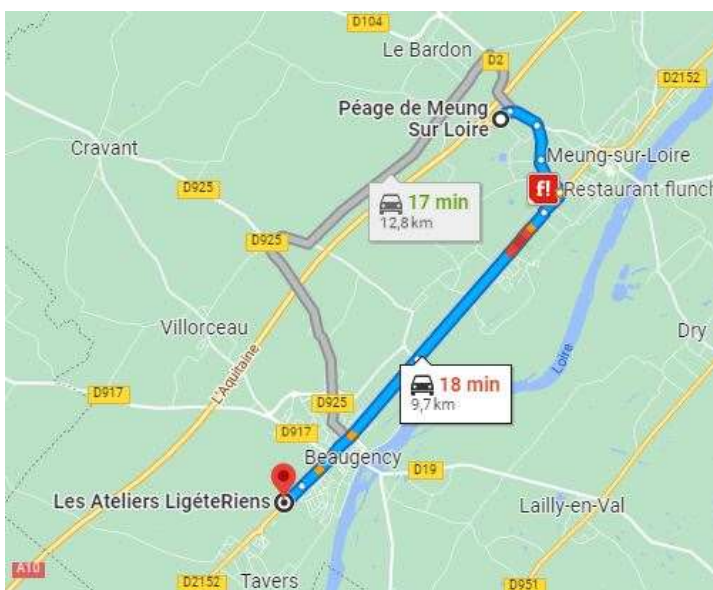 D104
Le Bardon
D2
D2152
Péage de Meung
Sur Loire
Cravant
Meung-sur-Loire
D925
f!
Restaurant flunch
17 min
12,8 km
D925
Villorceau
Dry
L'Aquitaine
Loire
18 min
9,7 km
D917
D925
D917
Beaugency
D19
Les Ateliers LigéteRiens
Lailly-en-Val
A10
D2152
Tavers
D951